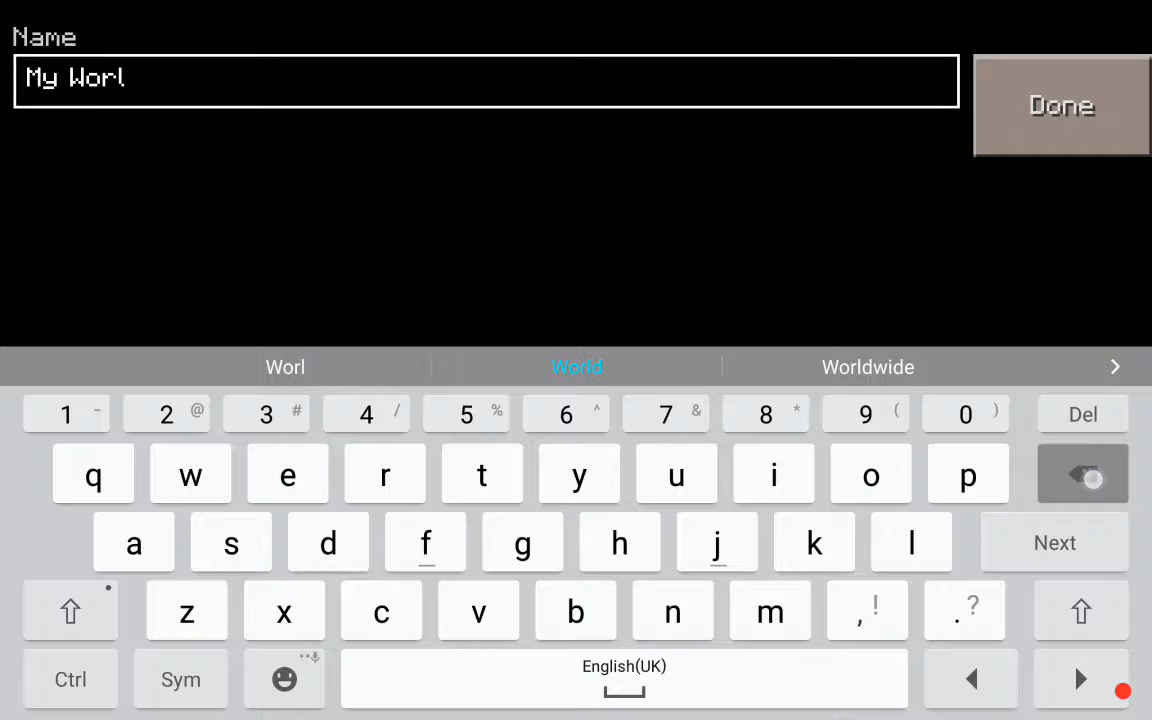 Name
My Worl
Done
Worl World Worldwide >
1 - 2 @ 3 # 4 / 5 % 6 ^ 7 & 8 * 9 ( 0 ) Del
q w e r t y u i o p
a s d f g h j k l Next
z x c v b n m , ! . ?
Ctrl Sym English(UK)